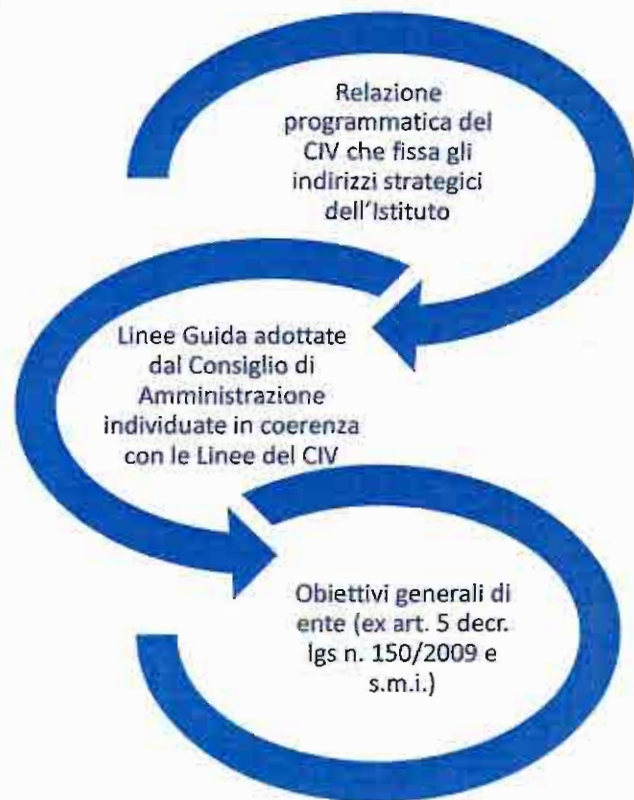 Relazione
programmatica del
CIV che fissa gli
indirizzi strategici
dell'Istituto
Linee Guida adottate
dal Consiglio di
Amministrazione
individuate in coerenza
con le Linee del CIV
Obiettivi generali di
ente (ex art. 5 decr.
lgs n. 150/2009 e
s.m.i.)